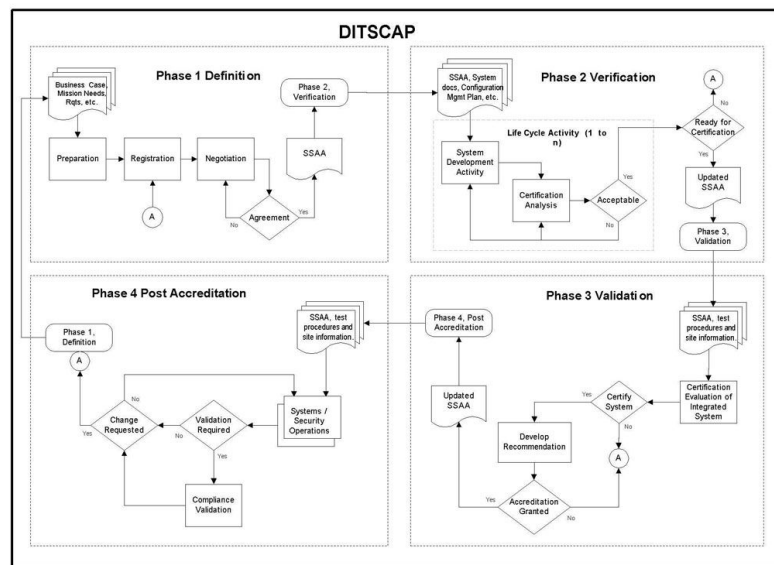 DITSCAP
Phase 1 Definition
Business Case,
Mission Needs,
Rqts, etc.
Preparation
Registration
Negotiation
A
Agreement
No
Yes
SSAA
Phase 2,
Verification
Phase 2 Verification
SSAA, System
docs, Configuration
Mgmt Plan, etc.
Life Cycle Activity (1 to
n)
System
Development
Activity
Certification
Analysis
Acceptable
Yes
No
A
No
Ready for
Certification
Yes
Updated
SSAA
Phase 3,
Validation
Phase 3 Validation
SSAA, test
procedures and
site information.
Certification
Evaluation of
Integrated
System
Certify
System
Yes
No
A
Develop
Recommendation
Accreditation
Granted
Yes
No
Updated
SSAA
Phase 4, Post
Accreditation
Phase 4 Post Accreditation
SSAA, test
procedures and
site information.
Systems /
Security
Operations
Validation
Required
No
Yes
Compliance
Validation
Change
Requested
No
Yes
A
Phase 1,
Definition